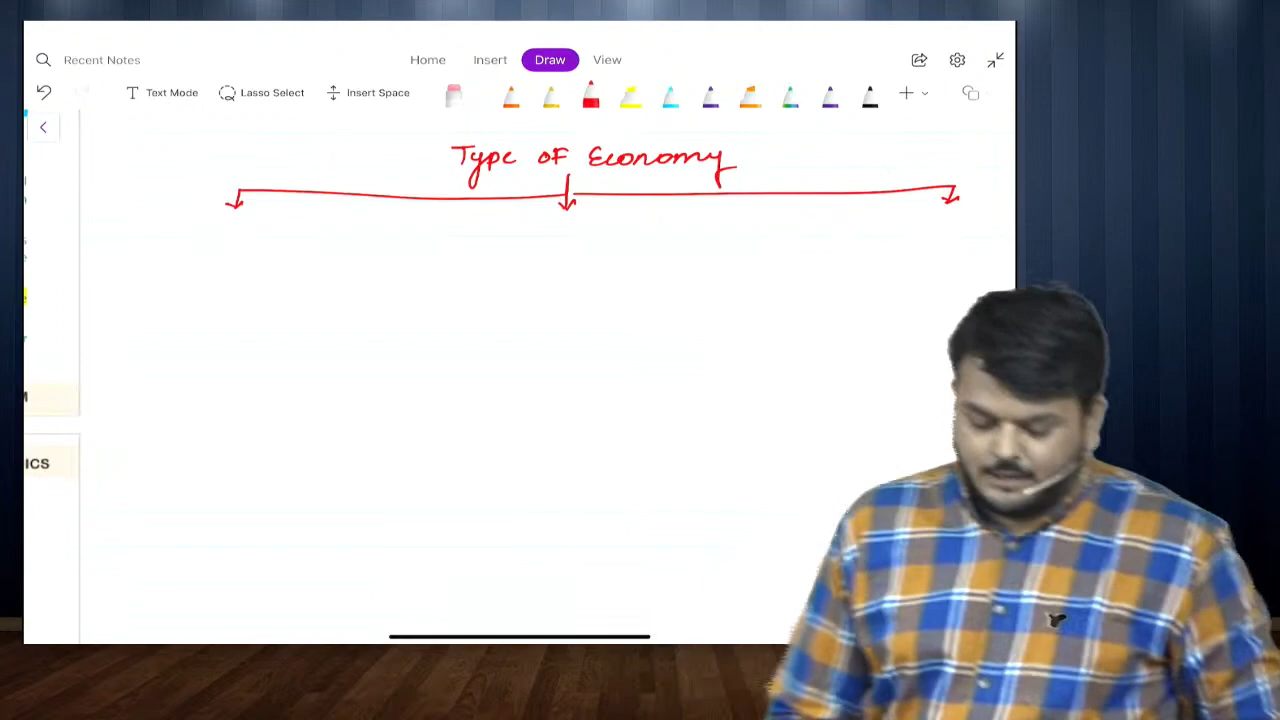 Recent Notes
Home Insert Draw View
Text Mode Lasso Select Insert Space
Type of Economy
ICS